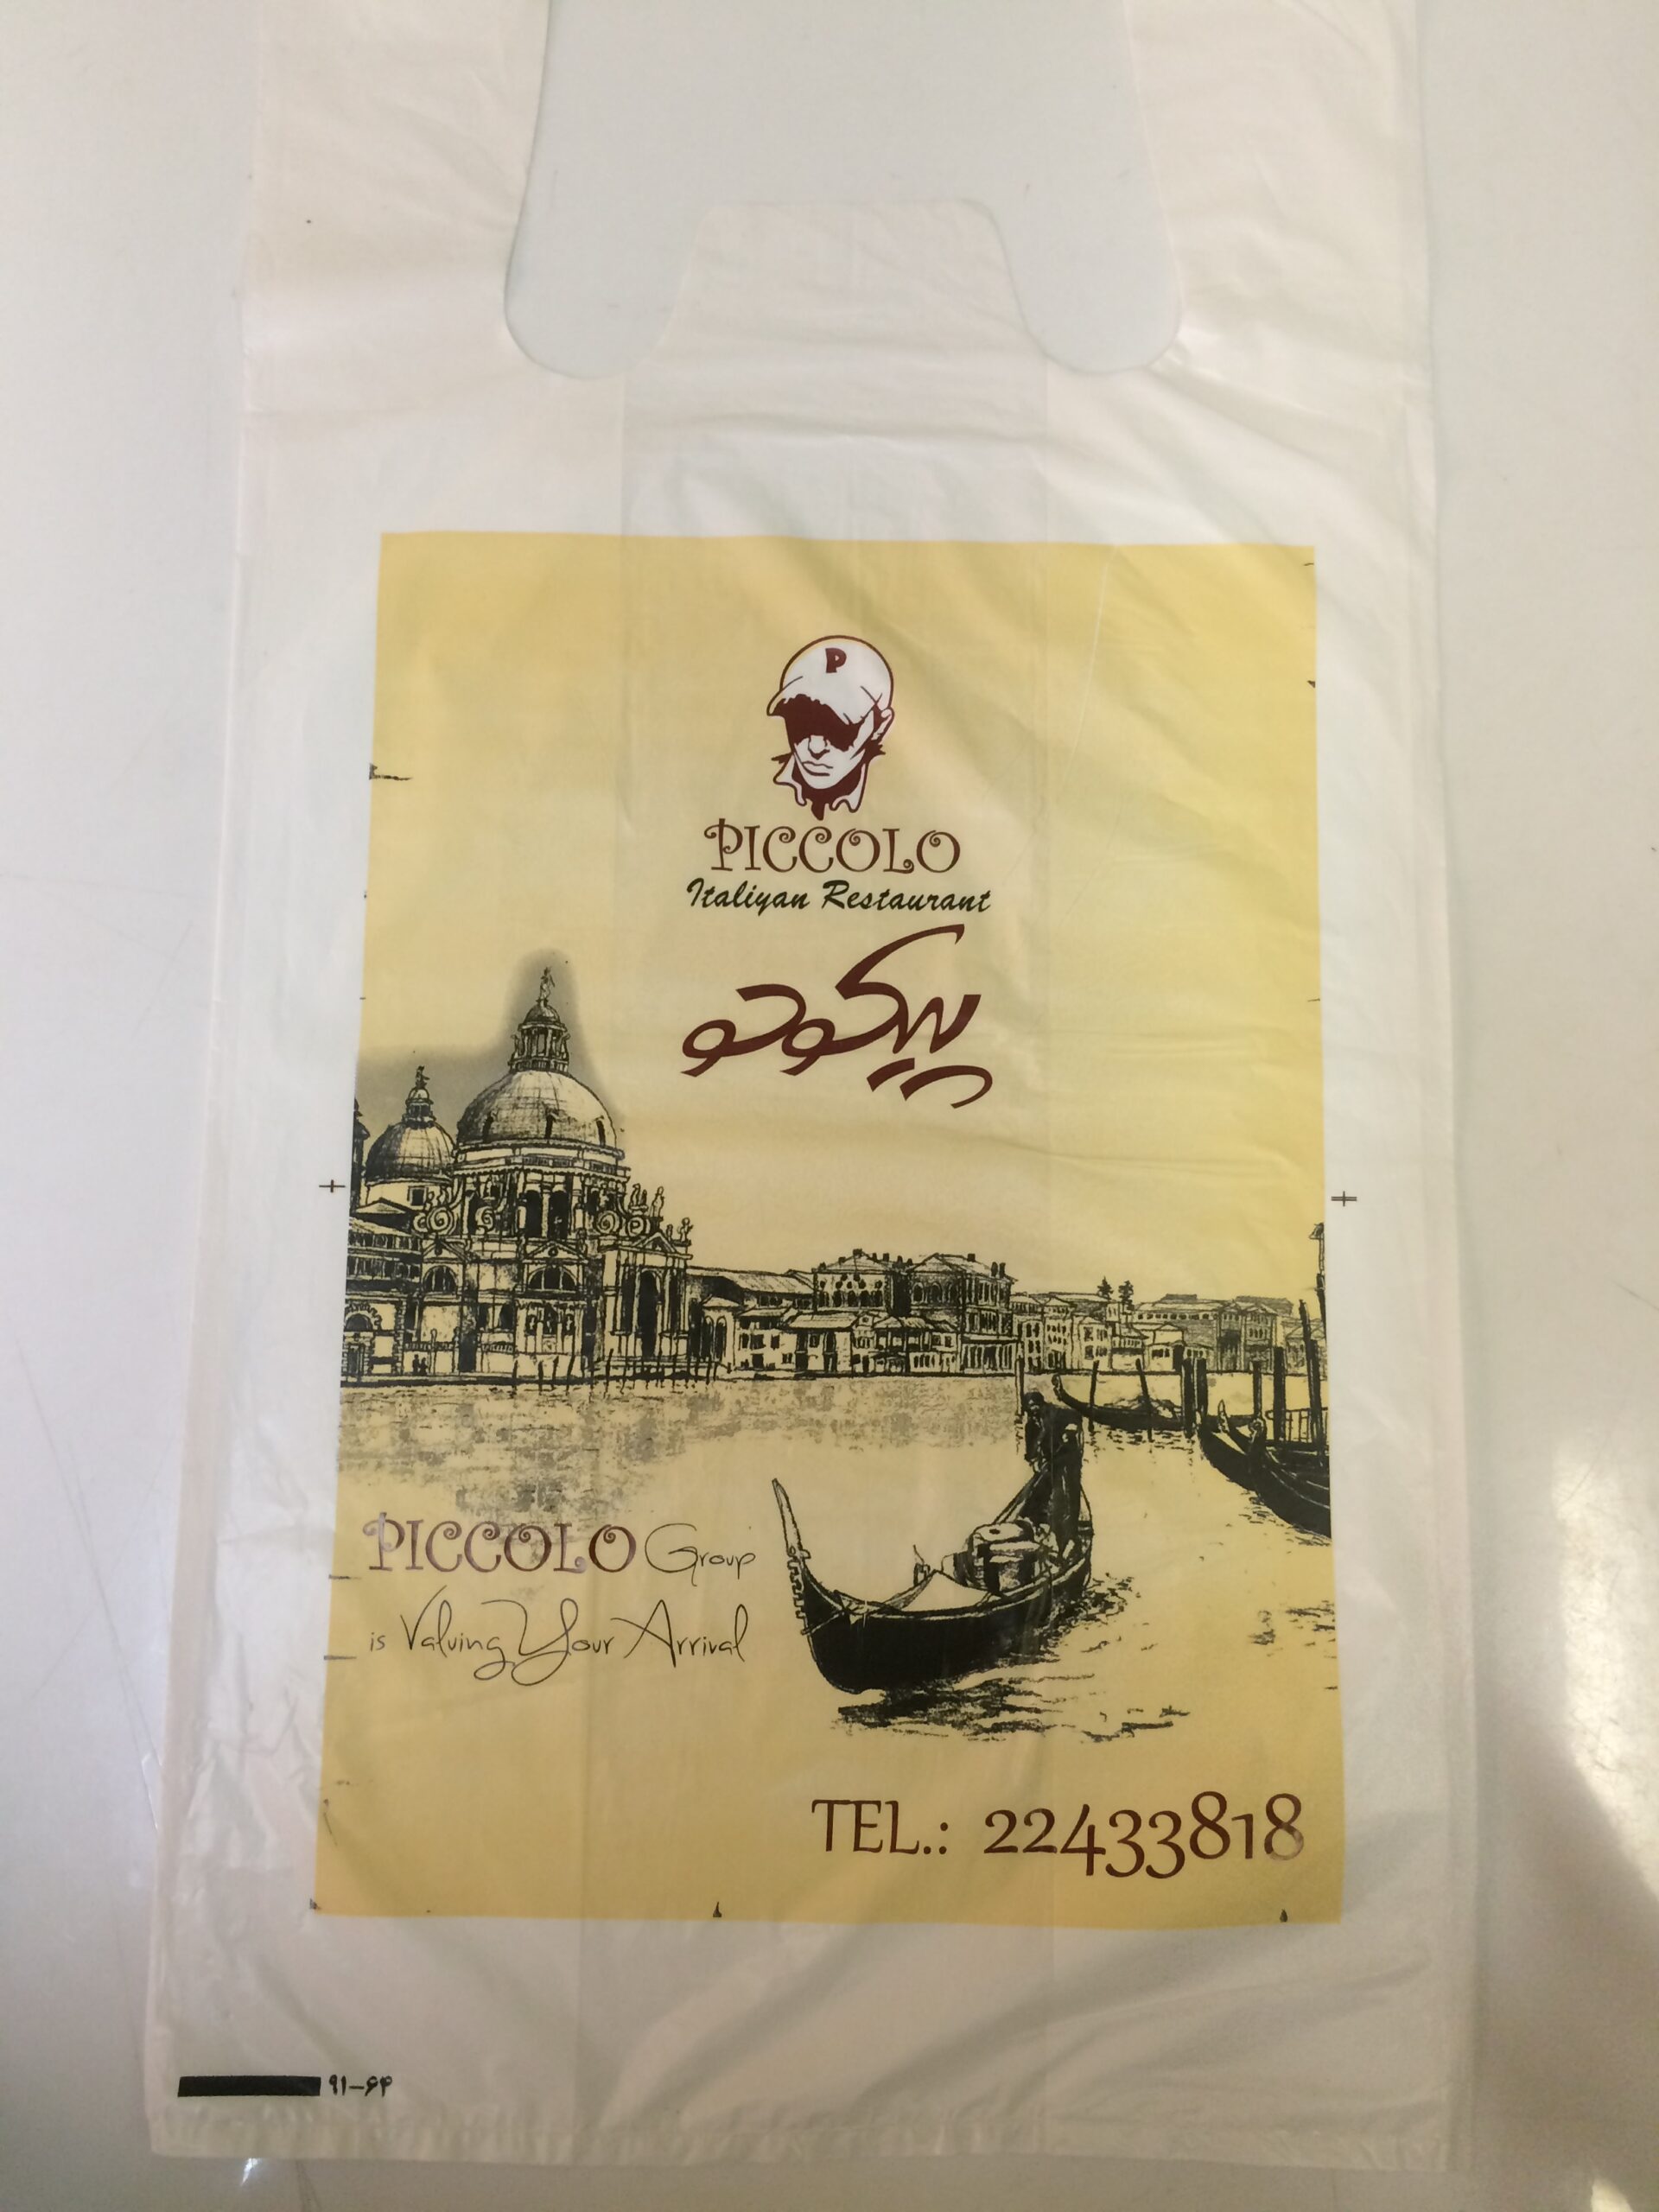 P
PICCOLO
Italiyan Restaurant
پیکولو
PICCOLO Group
is Valuing Your Arrival
TEL.: 22433818
۹۱-۶۴